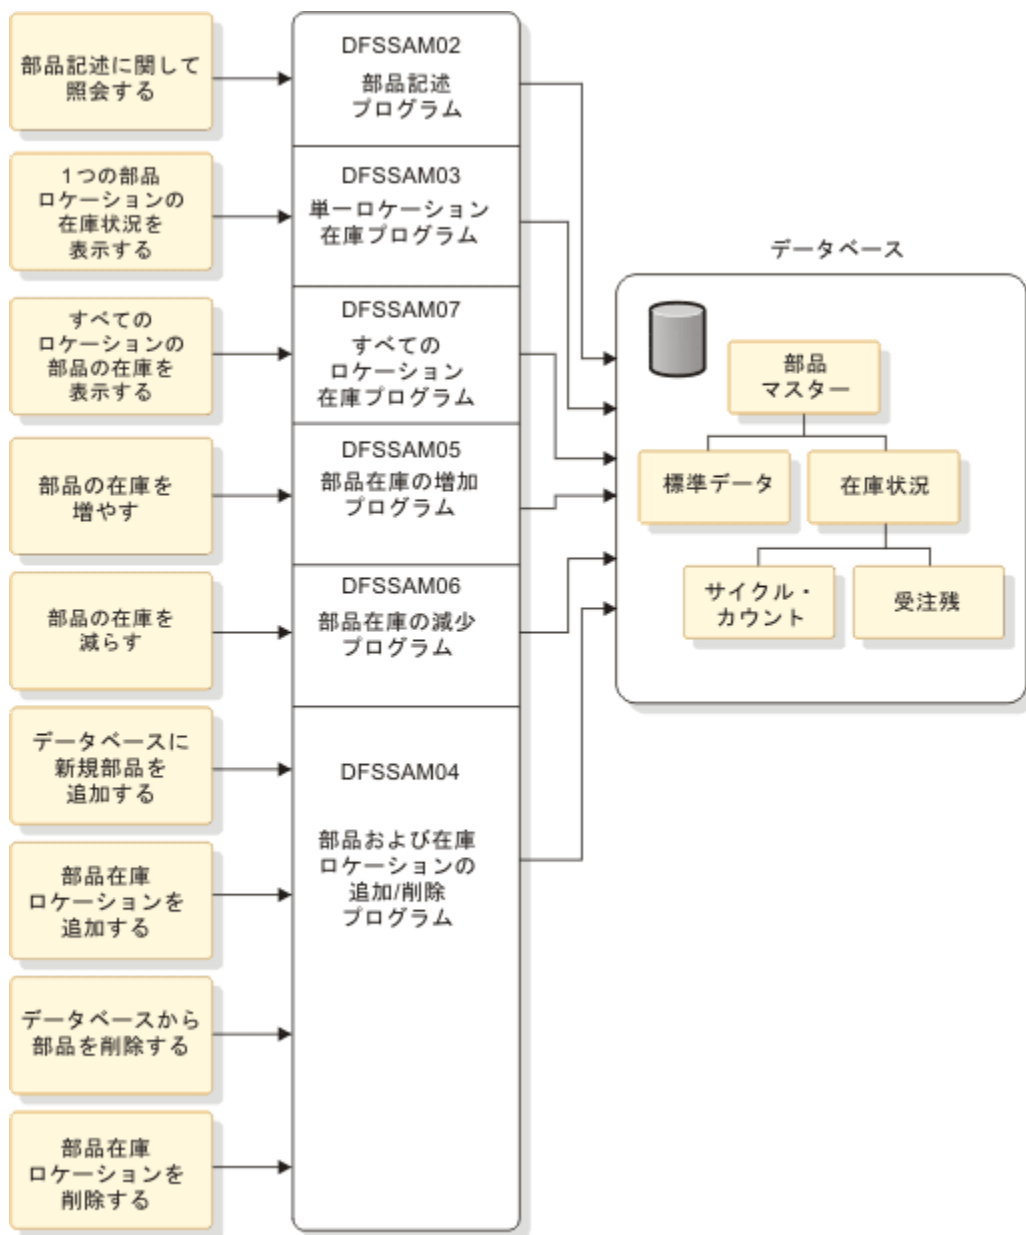 部品記述に関して
照会する
1つの部品
ロケーションの
在庫状況を
表示する
すべての
ロケーションの
部品の在庫を
表示する
部品の在庫を
増やす
部品の在庫を
減らす
データベースに
新規部品を
追加する
部品在庫
ロケーションを
追加する
データベースから
部品を削除する
部品在庫
ロケーションを
削除する
DFSSAM02
部品記述
プログラム
DFSSAM03
単一ロケーション
在庫プログラム
DFSSAM07
すべての
ロケーション
在庫プログラム
DFSSAM05
部品在庫の増加
プログラム
DFSSAM06
部品在庫の減少
プログラム
DFSSAM04
部品および在庫
ロケーションの
追加/削除
プログラム
データベース
部品
マスター
標準データ
在庫状況
サイクル・
カウント
受注残